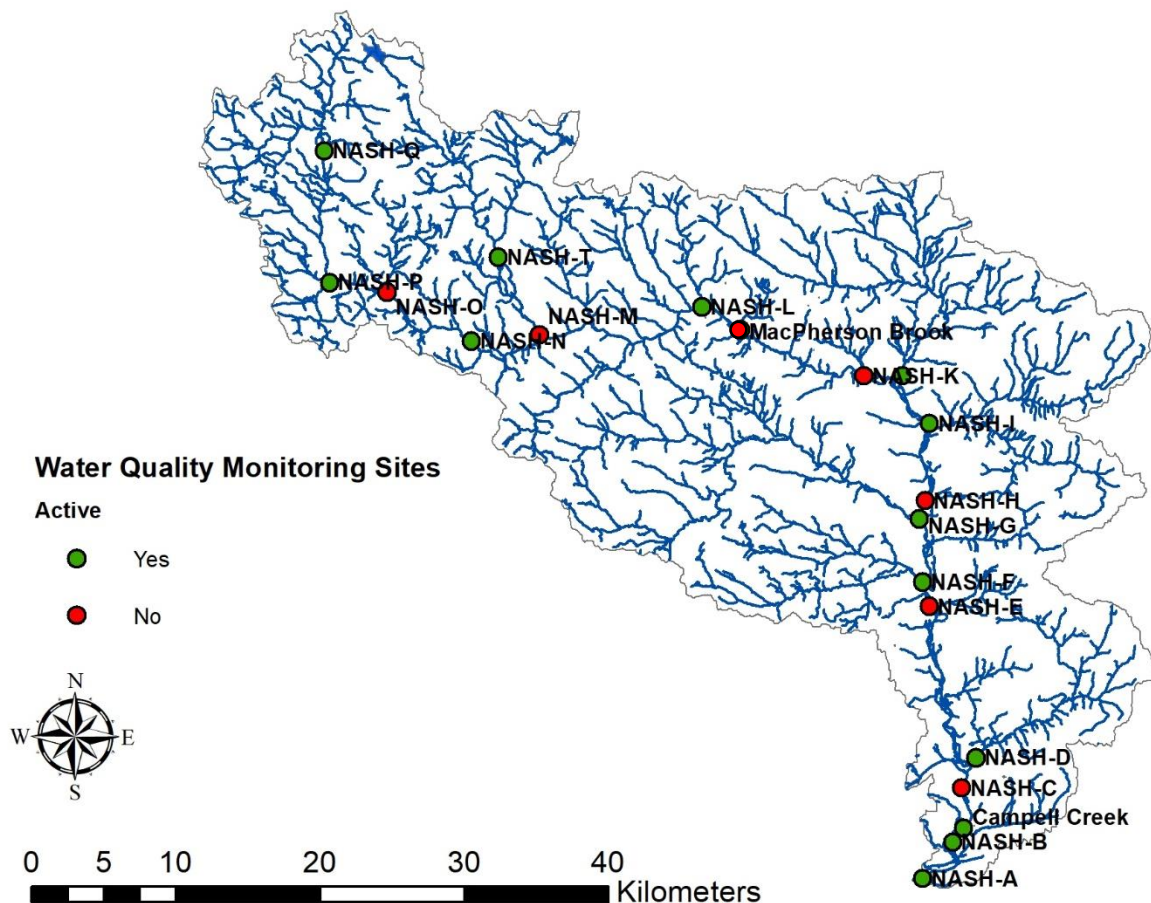 NASH-Q
NASH-T
NASH-P
NASH-O
NASH-M
NASH-L
NASH-N
MacPherson Brook
NASH-K
NASH-I
Water Quality Monitoring Sites
Active
Yes
No
NASH-H
NASH-G
NASH-F
NASH-E
N
W
E
S
NASH-D
NASH-C
Campell Creek
NASH-B
NASH-A
0 5 10 20 30 40
Kilometers